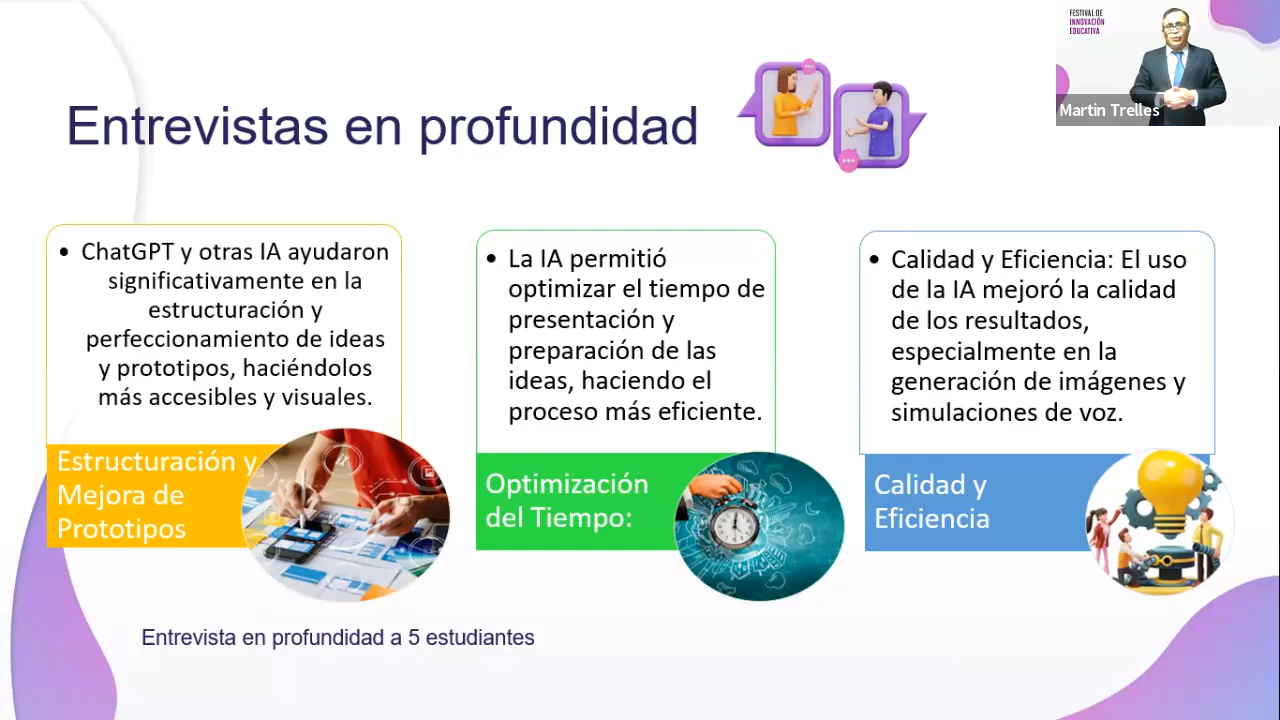 FESTIVAL DE
INNOVACIÓN
EDUCATIVA
Martin Trelles
Entrevistas en profundidad
• ChatGPT y otras IA ayudaron
significativamente en la
estructuración y
perfeccionamiento de ideas
y prototipos, haciéndolos
más accesibles y visuales.
Estructuración y
Mejora de
Prototipos
• La IA permitió
optimizar el tiempo de
presentación y
preparación de las
ideas, haciendo el
proceso más eficiente.
Optimización
del Tiempo:
• Calidad y Eficiencia: El uso
de la IA mejoró la calidad
de los resultados,
especialmente en la
generación de imágenes y
simulaciones de voz.
Calidad y
Eficiencia
Entrevista en profundidad a 5 estudiantes